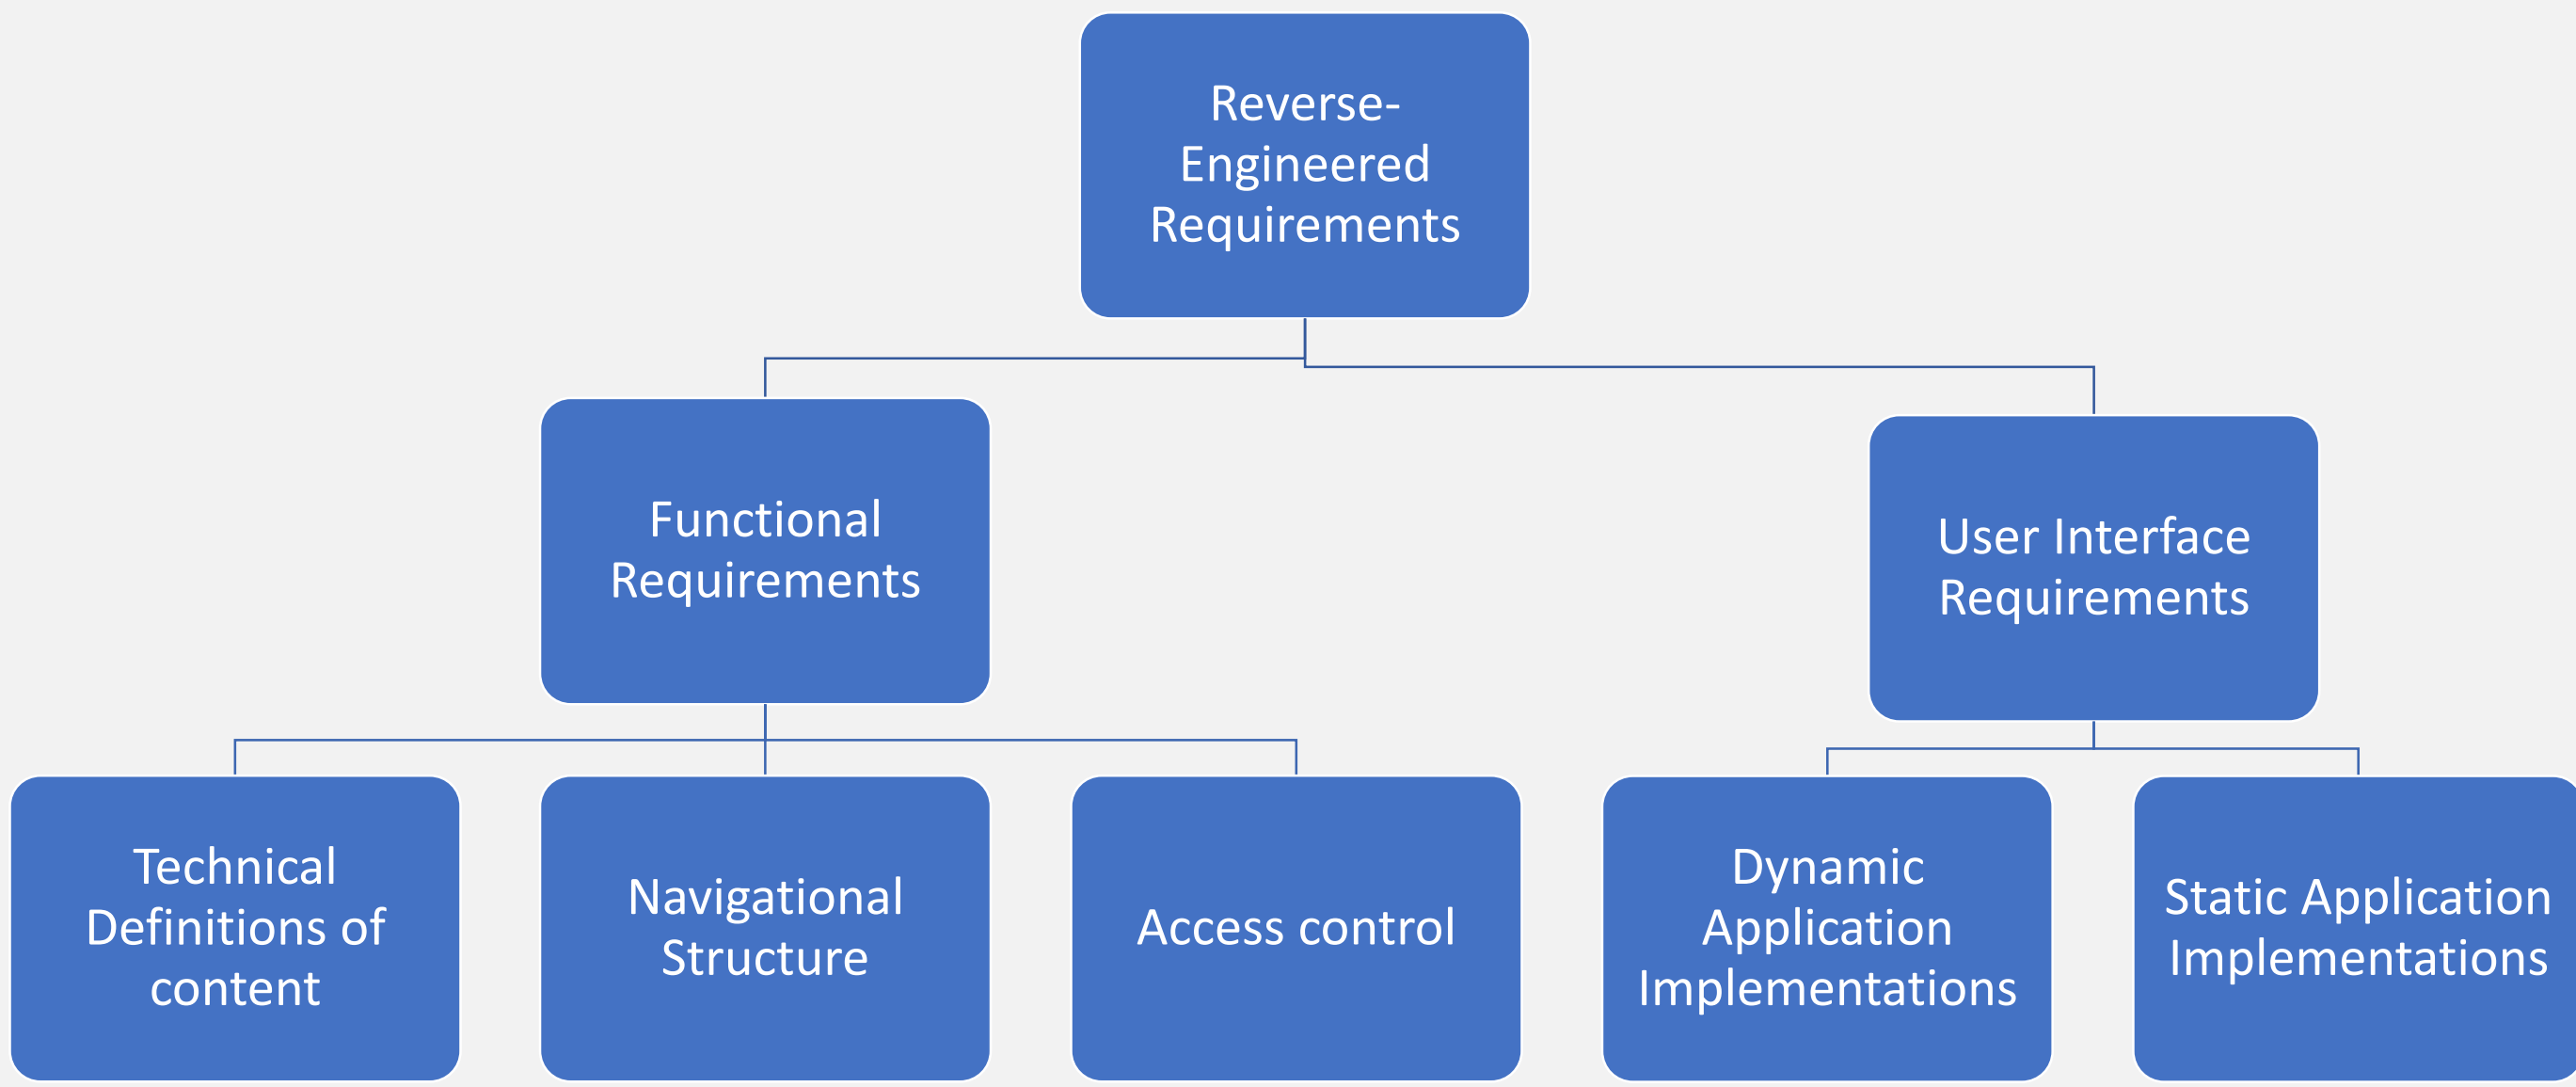 Reverse-
Engineered
Requirements
Functional
Requirements
User Interface
Requirements
Technical
Definitions of
content
Navigational
Structure
Access control
Dynamic
Application
Implementations
Static Application
Implementations